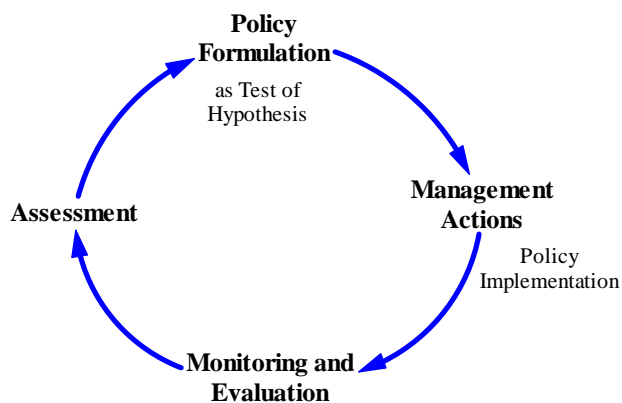 Policy
Formulation
as Test of
Hypothesis
Management
Actions
Policy
Implementation
Monitoring and
Evaluation
Assessment